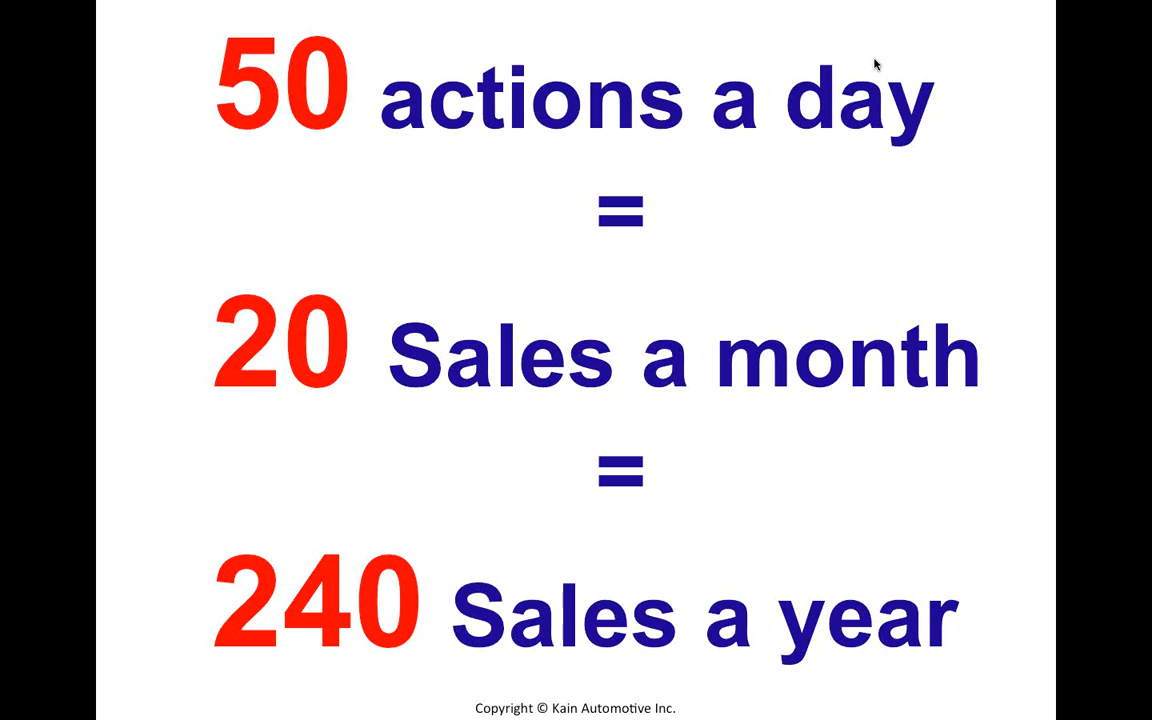 50 actions a day
=
20 Sales a month
=
240 Sales a year
Copyright © Kain Automotive Inc.